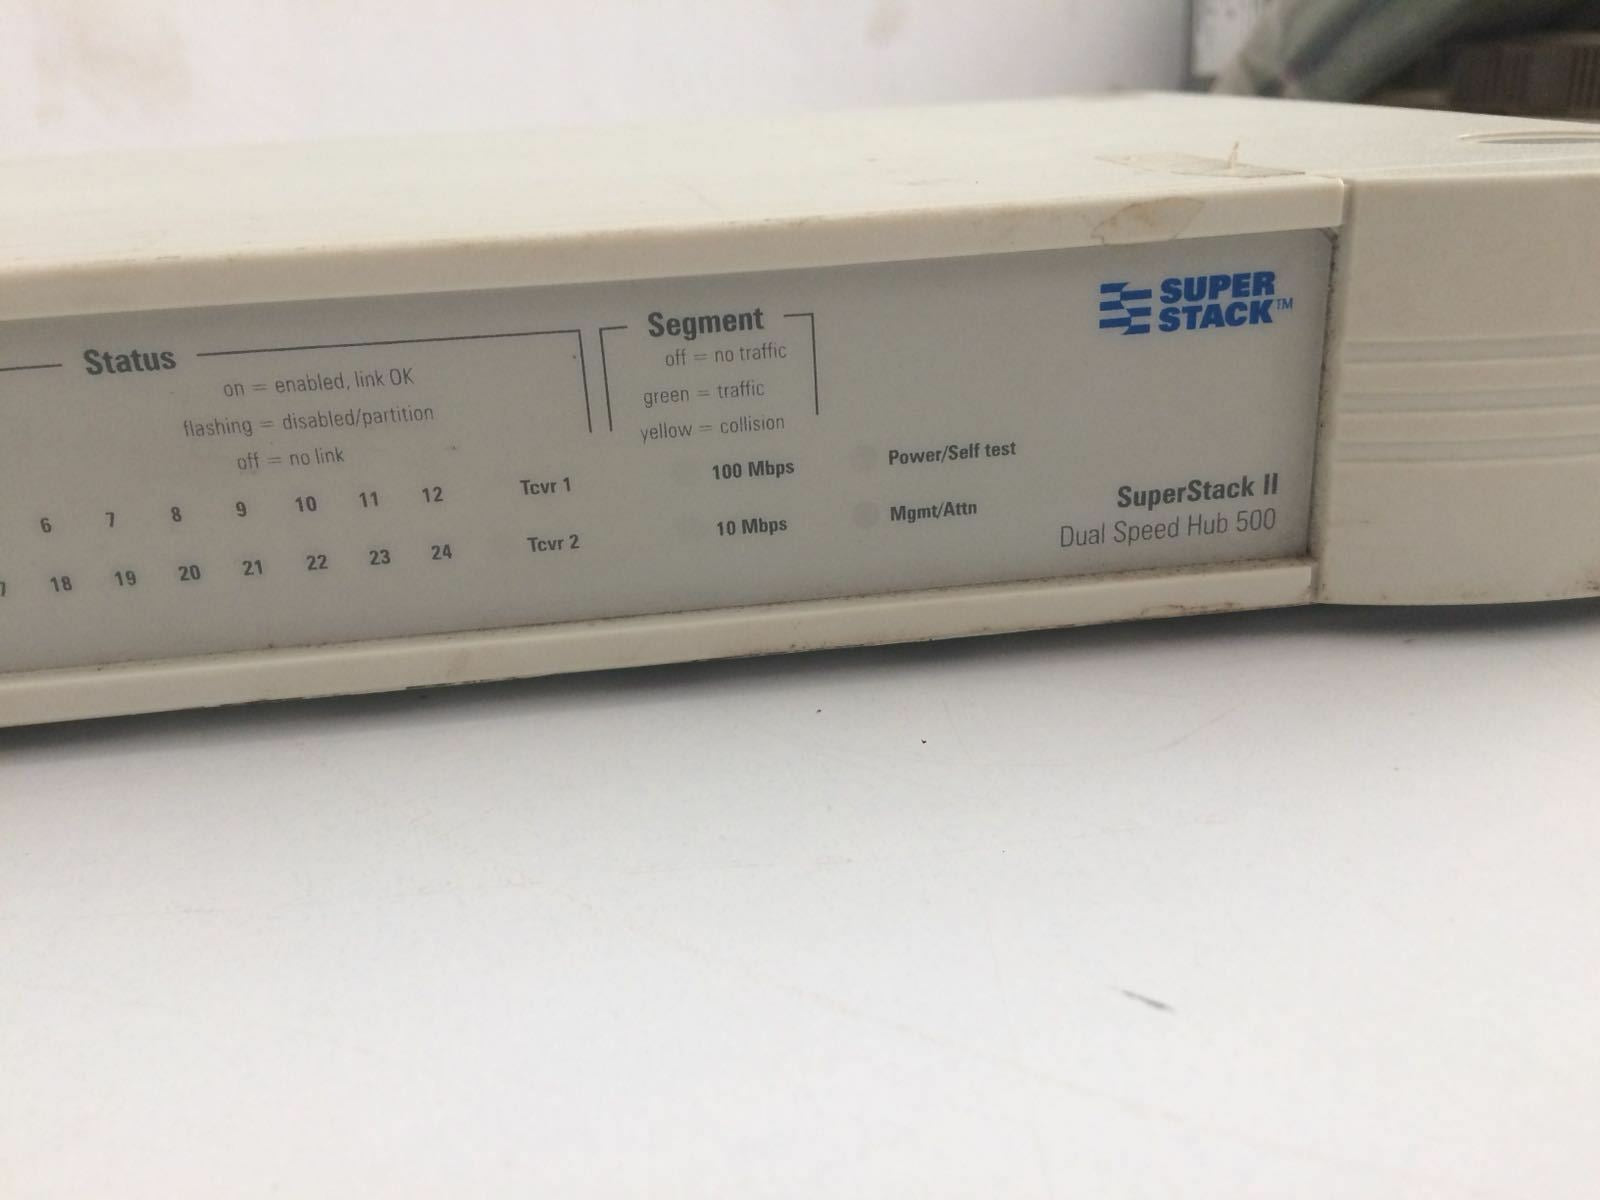 Status
on = enabled, link OK
flashing = disabled/partition
off = no link
6 7 8 9 10 11 12 Tcvr 1
18 19 20 21 22 23 24 Tcvr 2
Segment
off = no traffic
green = traffic
yellow = collision
100 Mbps
10 Mbps
Power/Self test
Mgmt/Attn
SUPER
STACK™
SuperStack II
Dual Speed Hub 500